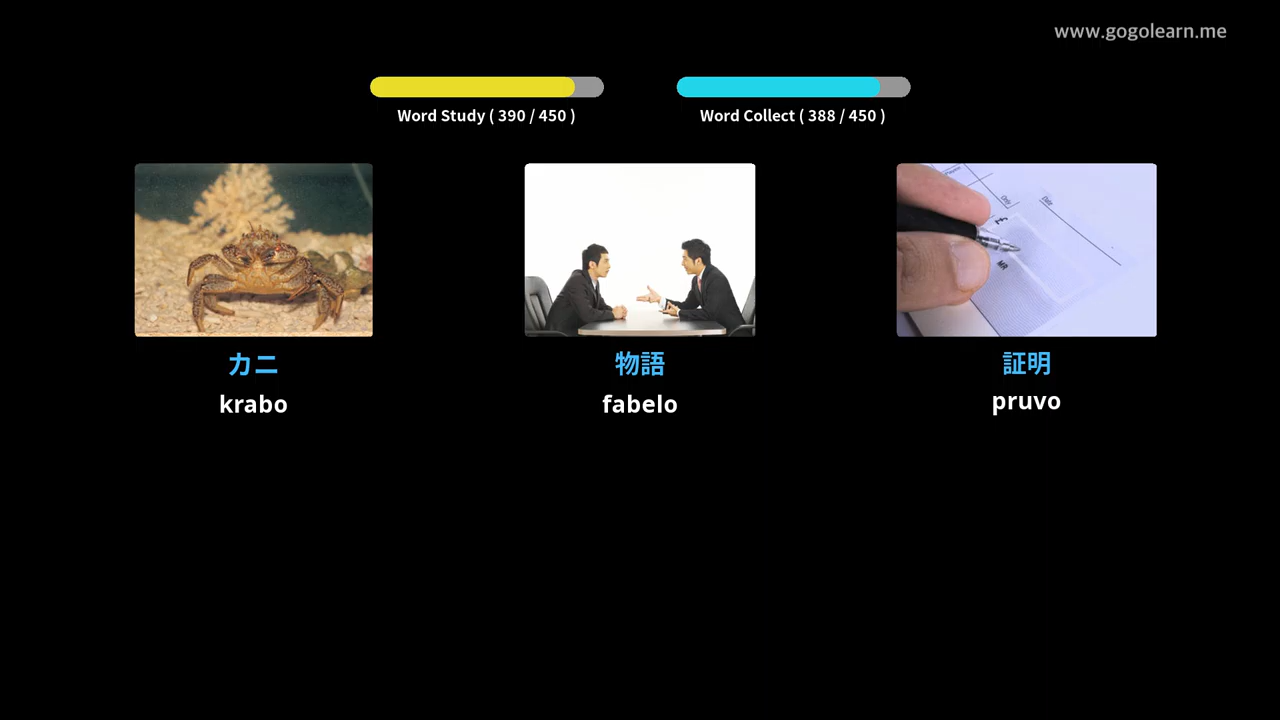 www.gogolearn.me
Word Study ( 390 / 450 )
Word Collect ( 388 / 450 )
カニ
物語
証明
krabo
fabelo
pruvo